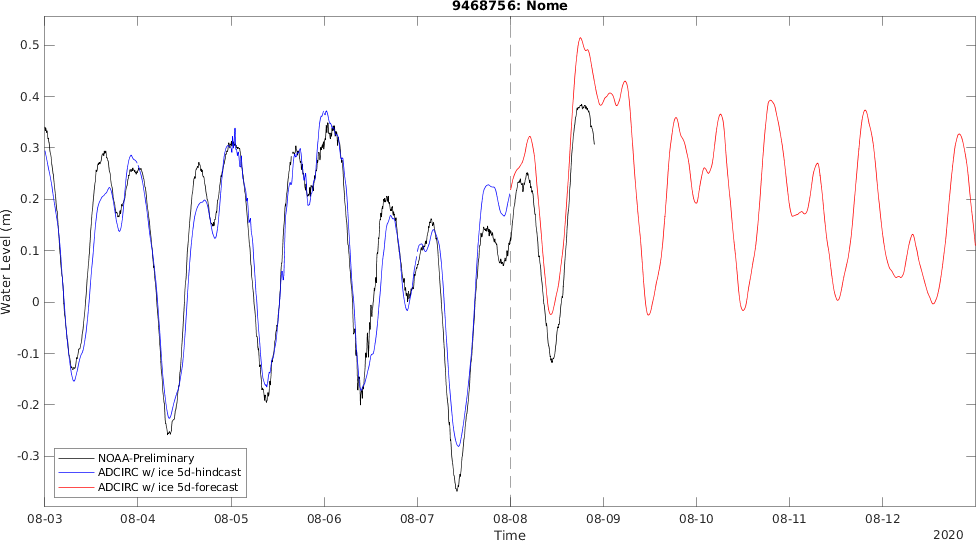 9468756: Nome
0.5
0.4
0.3
0.2
0.1
0
-0.1
-0.2
-0.3
Water Level (m)
NOAA-Preliminary
ADCIRC w/ ice 5d-hindcast
ADCIRC w/ ice 5d-forecast
08-03 08-04 08-05 08-06 08-07 08-08 08-09 08-10 08-11 08-12
Time
2020